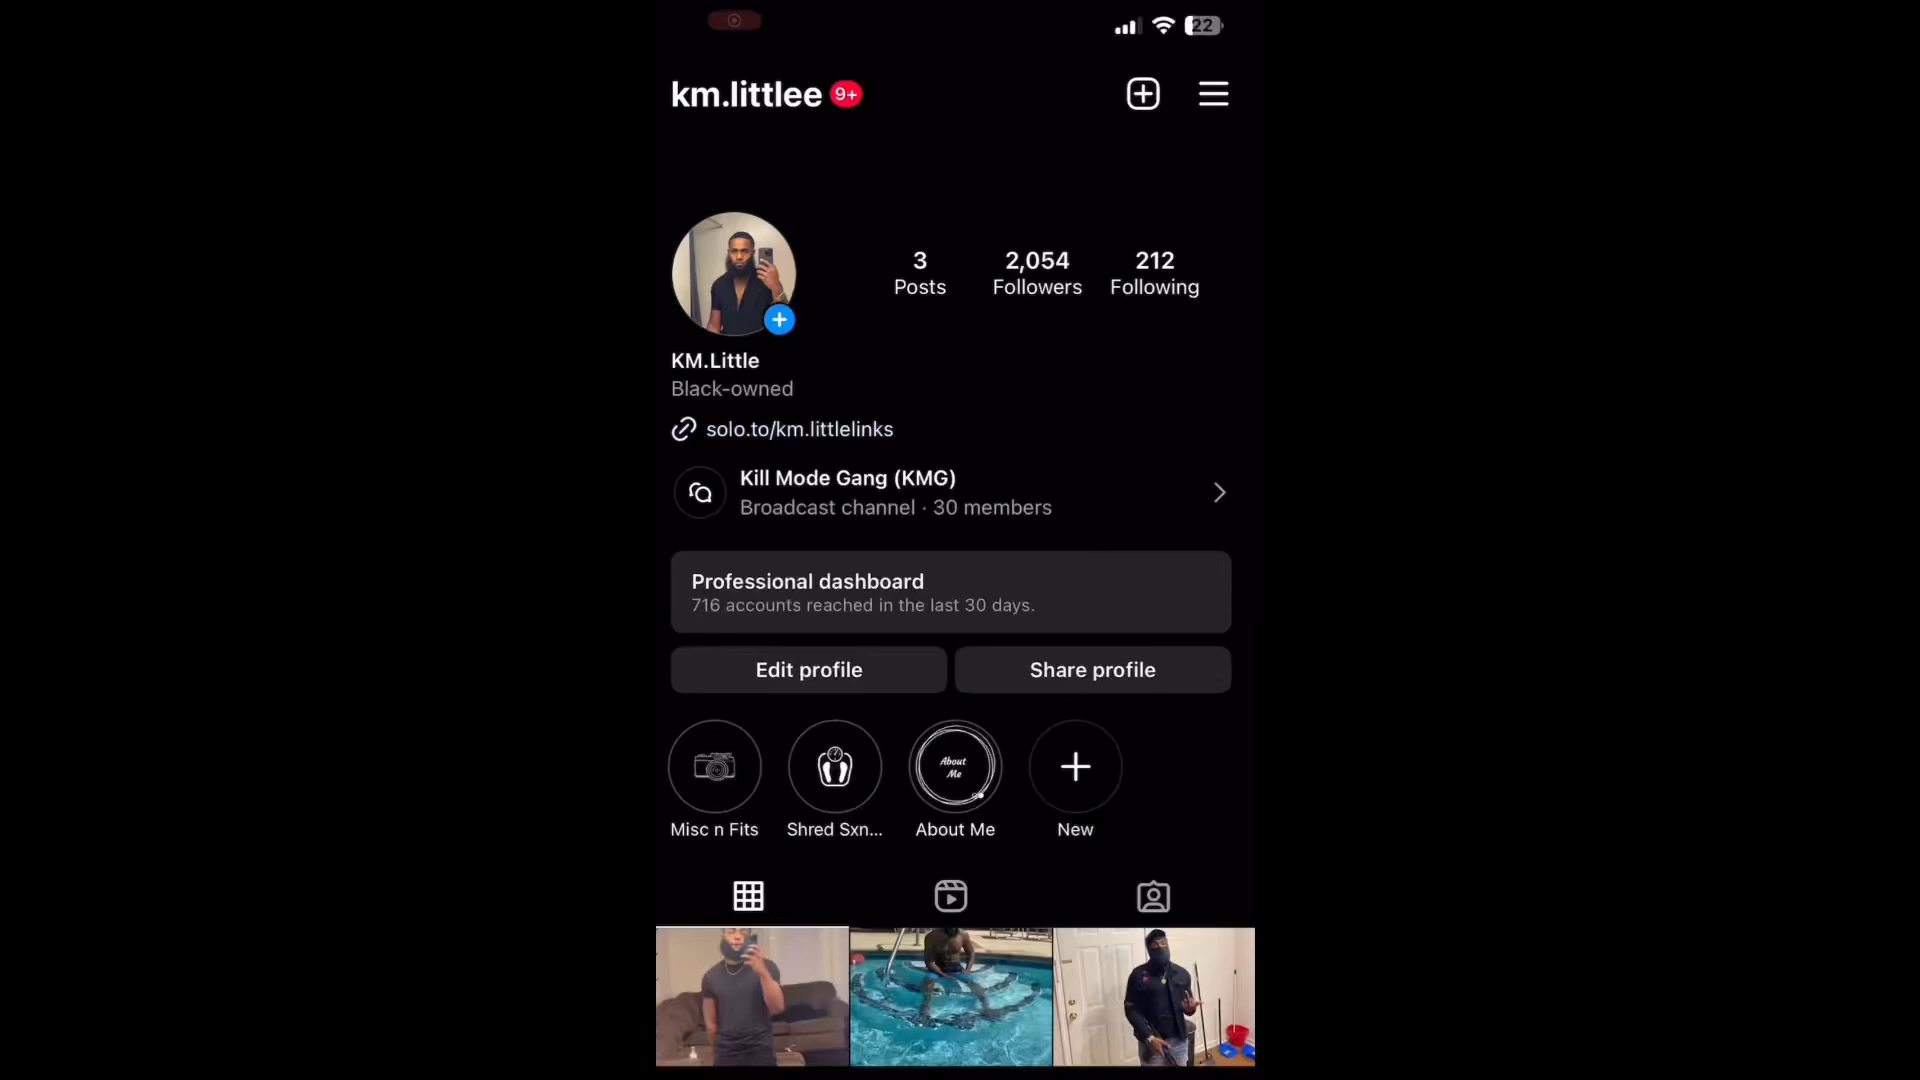 22
km.littlee 9+
3 2,054 212
Posts Followers Following
KM.Little
Black-owned
solo.to/km.littlelinks
Kill Mode Gang (KMG)
Broadcast channel · 30 members
Professional dashboard
716 accounts reached in the last 30 days.
Edit profile Share profile
About
Me
Misc n Fits Shred Sxn... About Me New